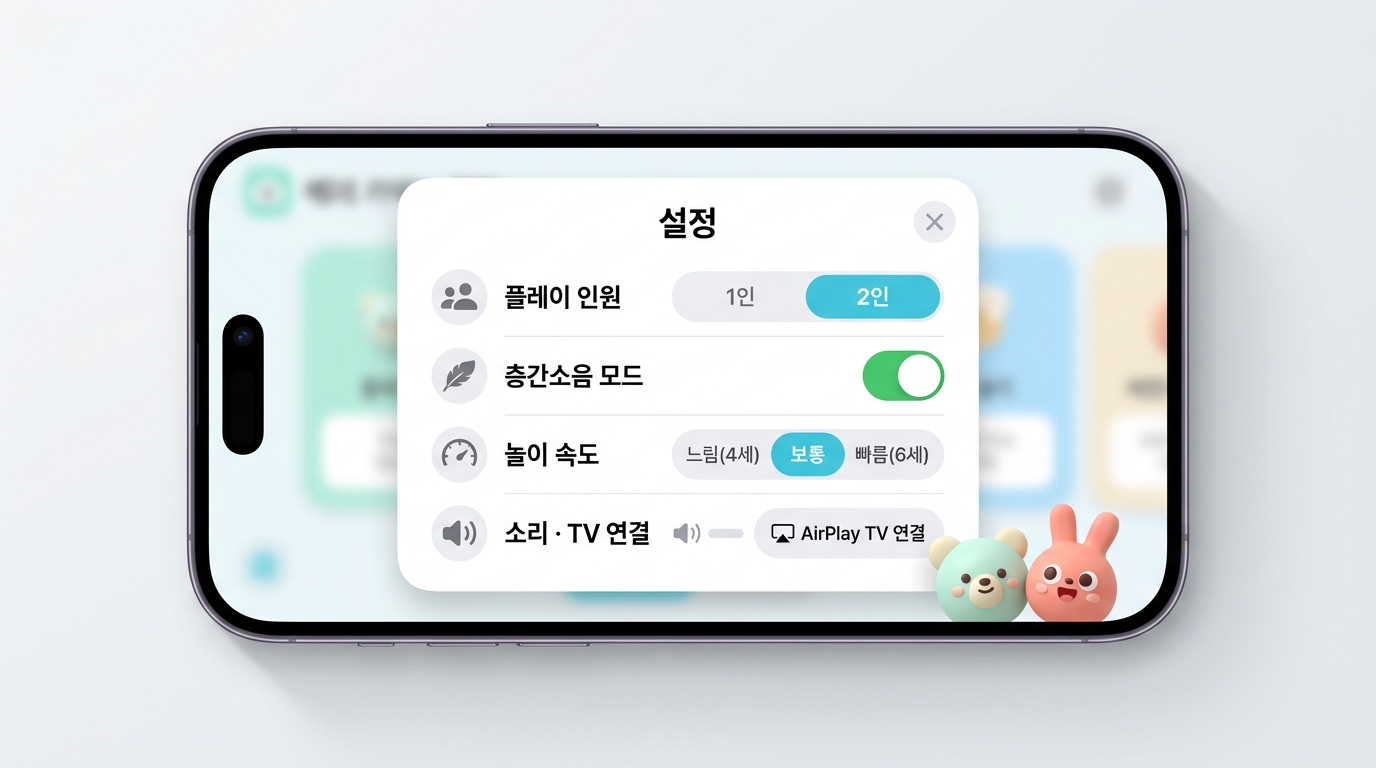 설정
플레이 인원
1인
2인
층간소음 모드
놀이 속도
느림(4세)
보통
빠름(6세)
소리 · TV 연결
AirPlay TV 연결